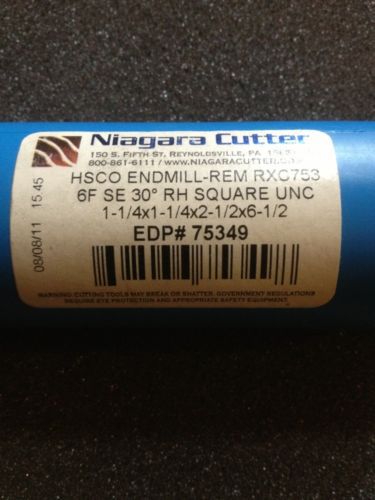 Niagara Cutter
150 S. FIFTH ST, REYNOLDSVILLE, PA
800-861-6111 / WWW.NIAGARACUTTER.COM
HSCO ENDMILL-REM RXC753
6F SE 30° RH SQUARE UNC
1-1/4x1-1/4x2-1/2x6-1/2
EDP# 75349
WARNING: CUTTING TOOLS MAY BREAK OR SHATTER. GOVERNMENT REGULATIONS
REQUIRE EYE PROTECTION AND APPROPRIATE SAFETY EQUIPMENT.
08/08/11 15 45